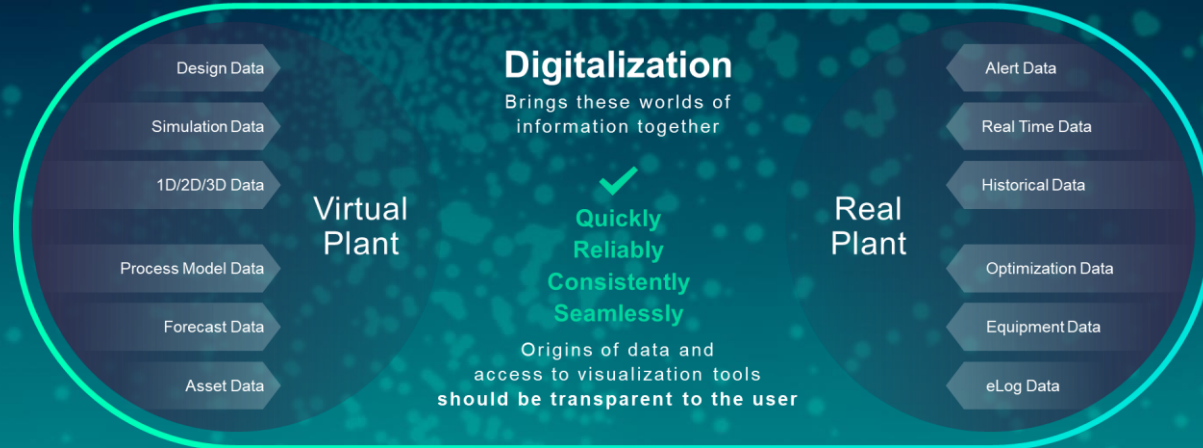 Design Data
Simulation Data
1D/2D/3D Data
Process Model Data
Forecast Data
Asset Data
Virtual
Plant
Digitalization
Brings these worlds of
information together
Quickly
Reliably
Consistently
Seamlessly
Origins of data and
access to visualization tools
should be transparent to the user
Real
Plant
Alert Data
Real Time Data
Historical Data
Optimization Data
Equipment Data
eLog Data